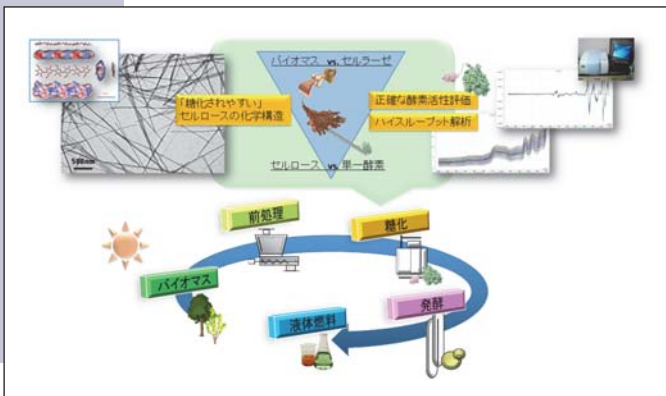 バイオマス vs. セルラーゼ
「糖化されやすい」
セルロースの化学構造
正確な酵素活性評価
ハイスループット解析
セルロース vs. 単一酵素
500nm
前処理
糖化
バイオマス
発酵
液体燃料